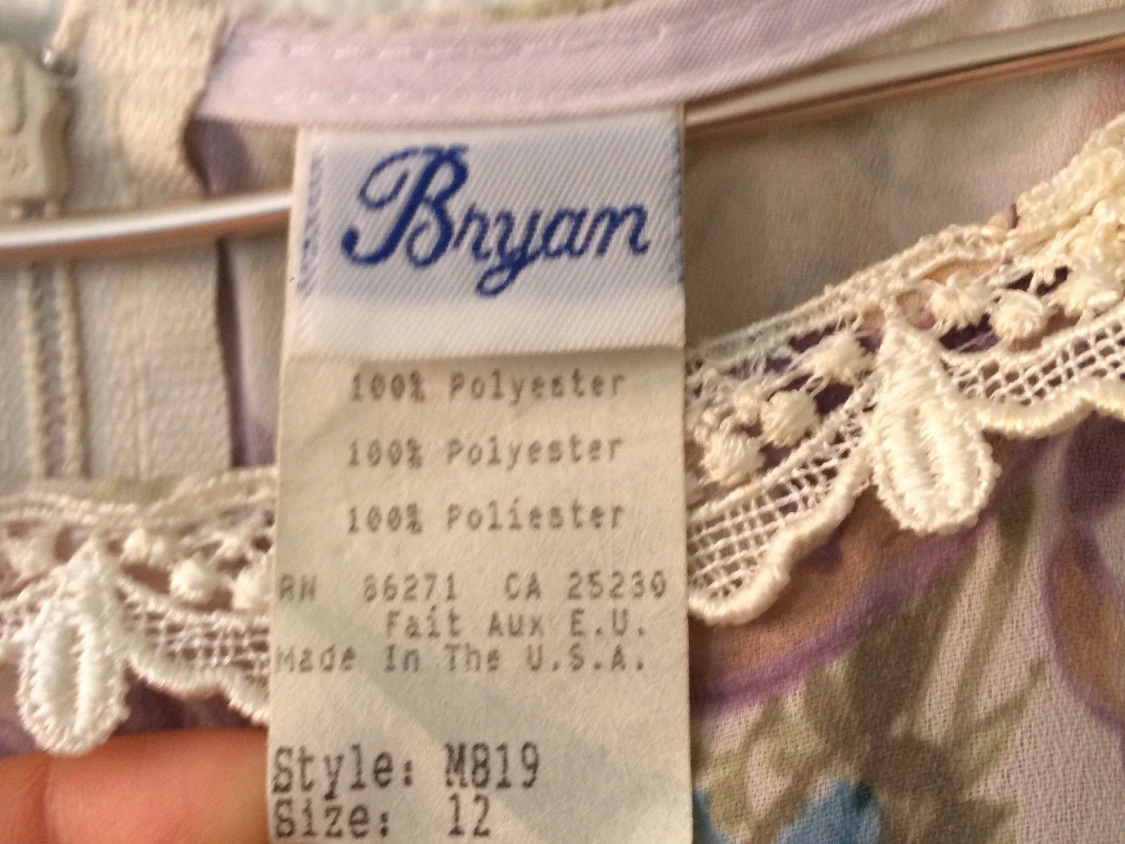 Bryan
100% Polyester
100% Polyester
100% Poliester
RN 86271 CA 25230
Fait Aux E.U.
Made In The U.S.A.
Style: M819
Size: 12